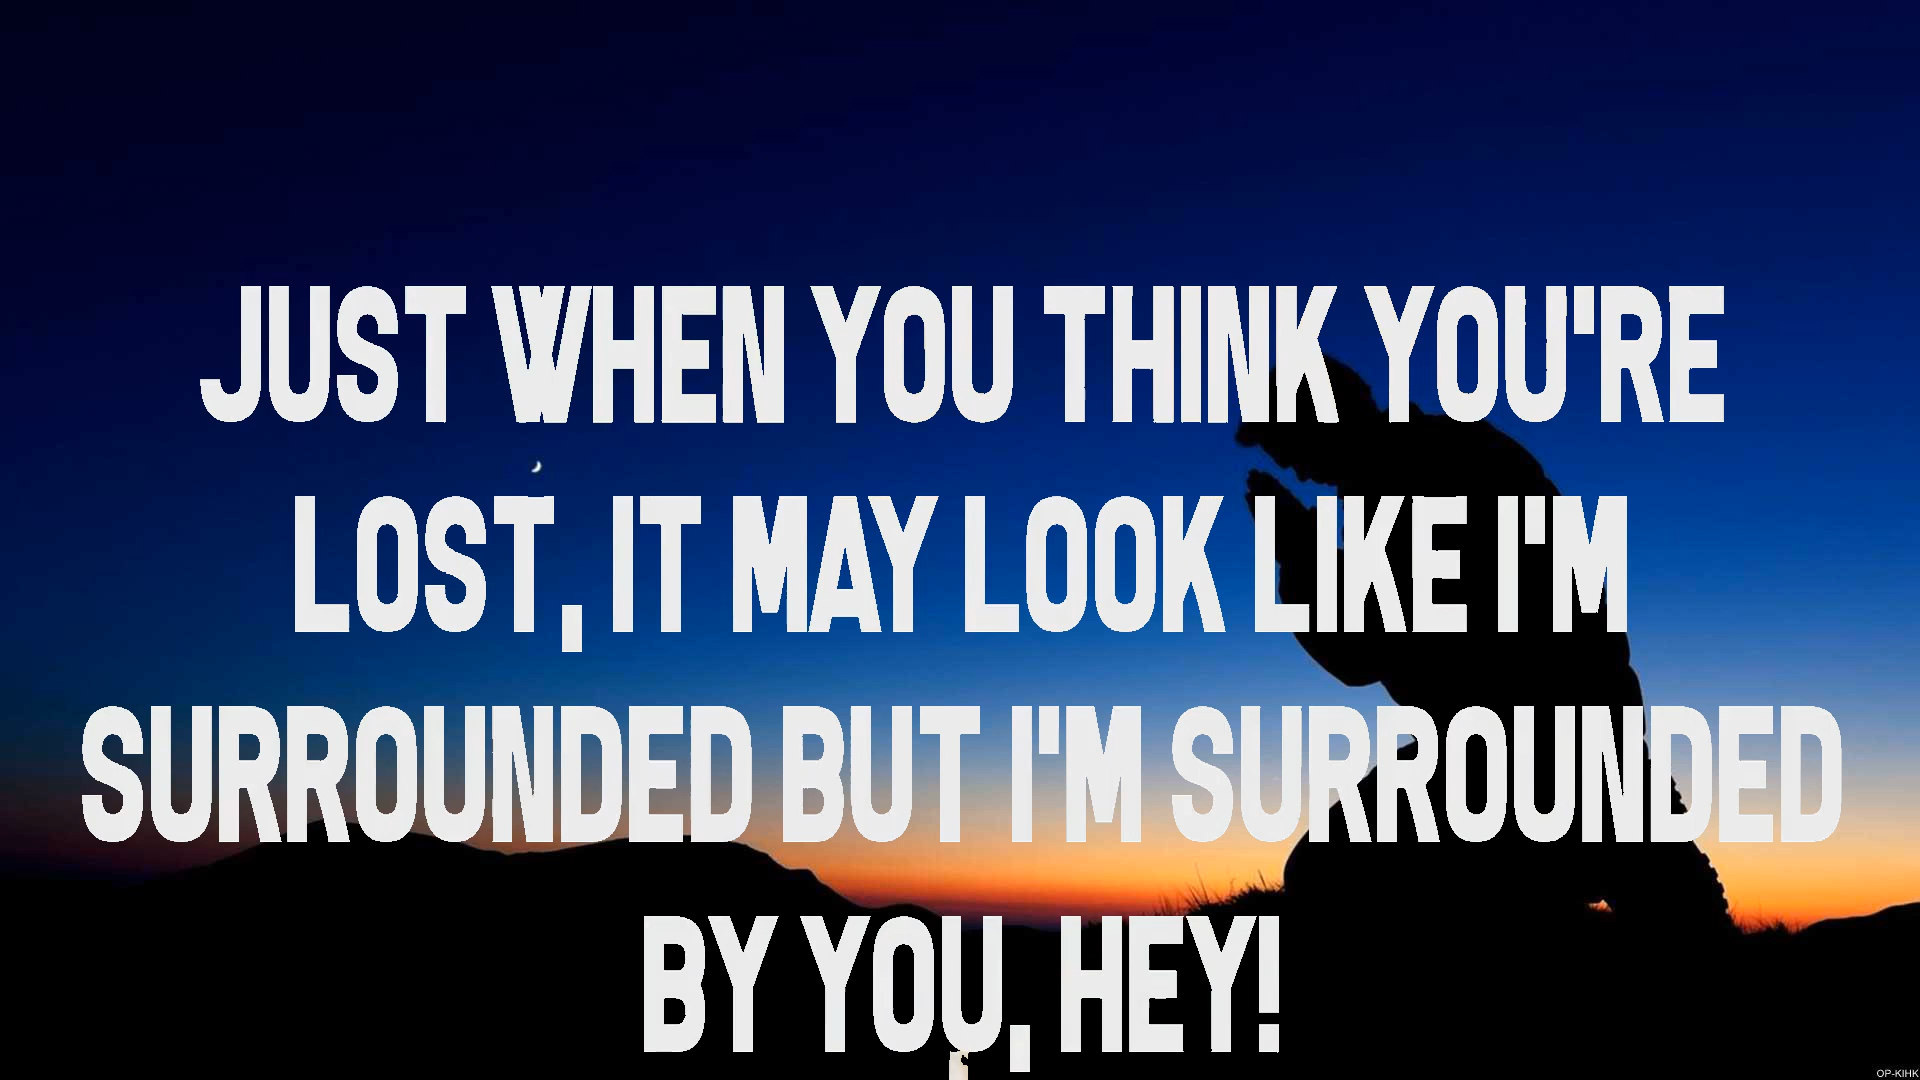 JUST WHEN YOU THINK YOU'RE
LOST, IT MAY LOOK LIKE I'M
SURROUNDED BUT I'M SURROUNDED
BY YOU, HEY!
OP-KIHK